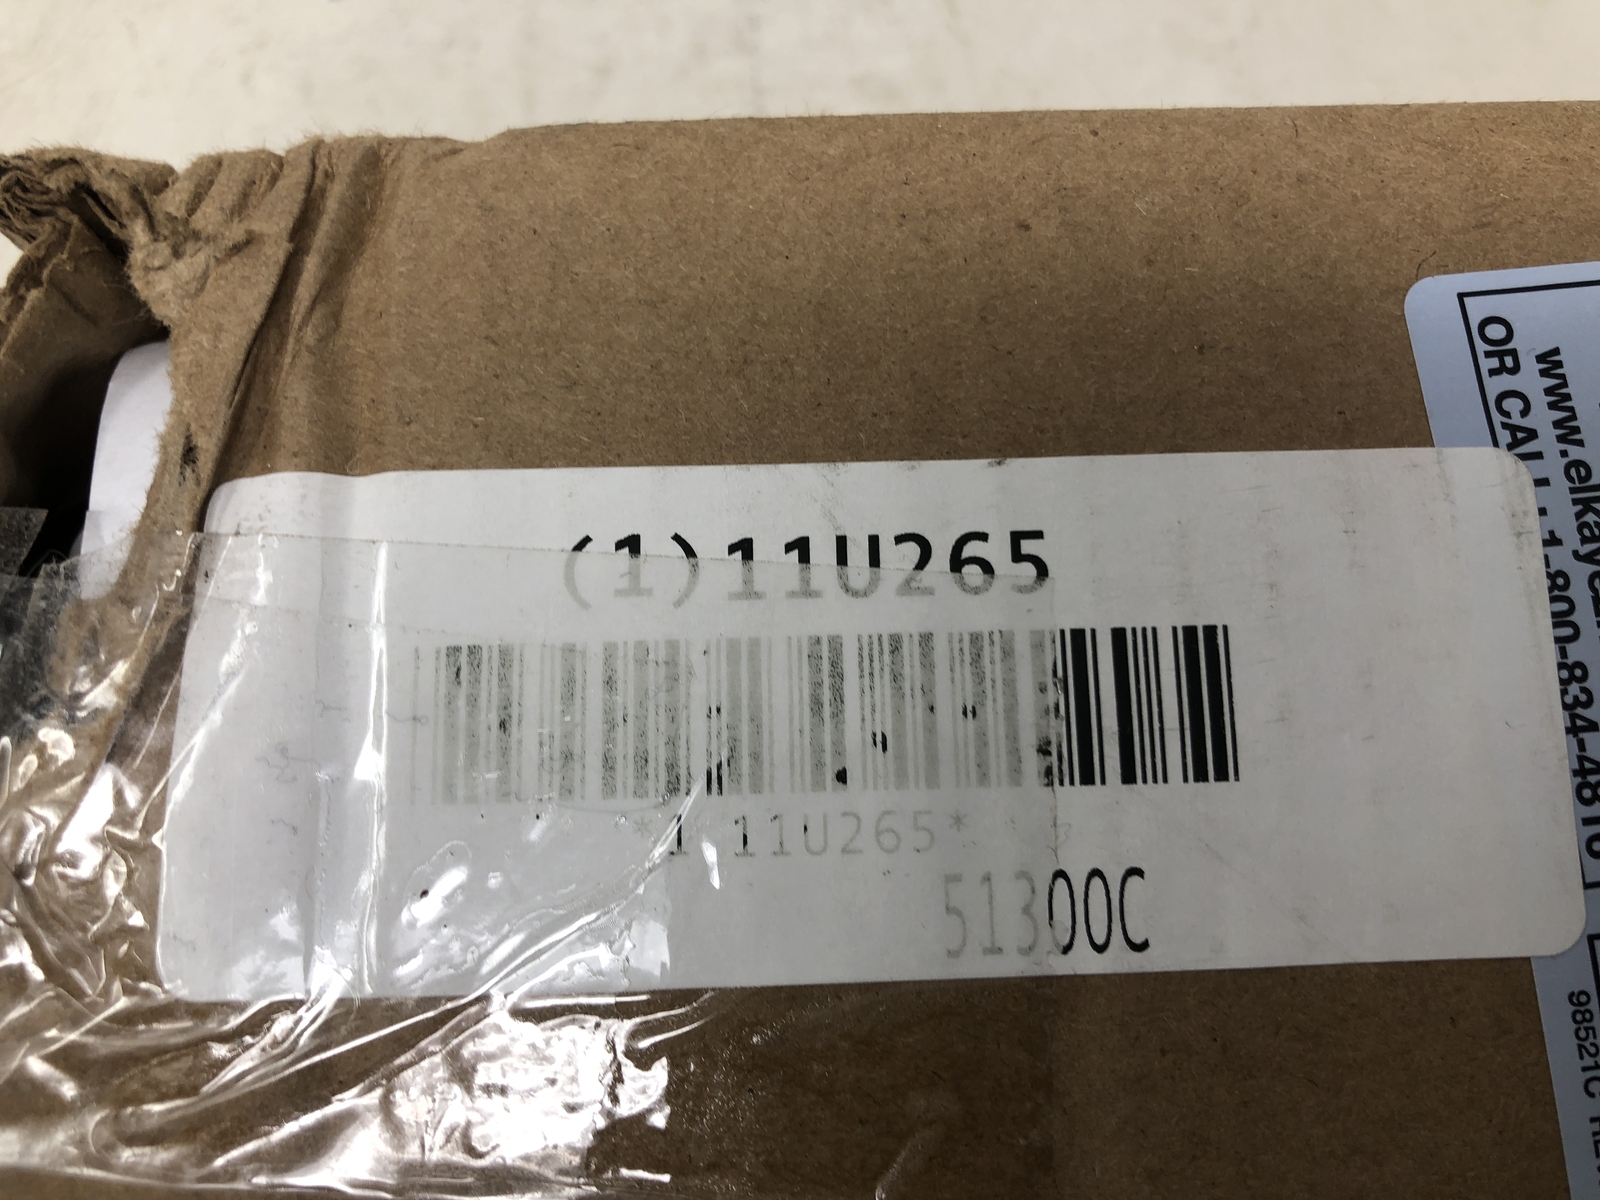 (1)11U265
*1 11U265*
51300C
OR CALL 1-800-834-4816
www.elkay
98521C